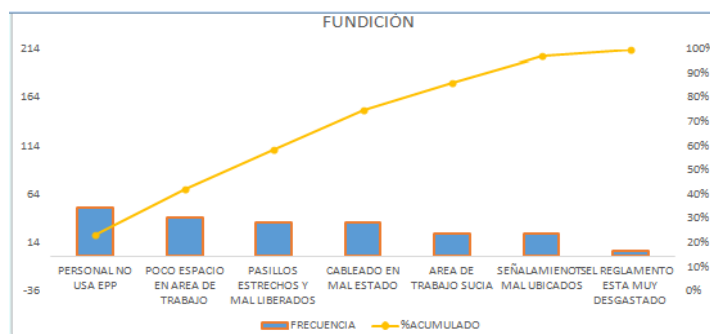 FUNDICIÓN
214
164
114
64
14
-36
100%
90%
80%
70%
60%
50%
40%
30%
20%
10%
0%
PERSONAL NO
USA EPP
POCO ESPACIO
EN AREA DE
TRABAJO
PASILLOS
ESTRECHOS Y
MAL LIBERADOS
CABLEADO EN
MAL ESTADO
AREA DE
TRABAJO SUCIA
SEÑALAMIENOTS
MAL UBICADOS
EL REGLAMENTO
ESTA MUY
DESGASTADO
FRECUENCIA
%ACUMULADO